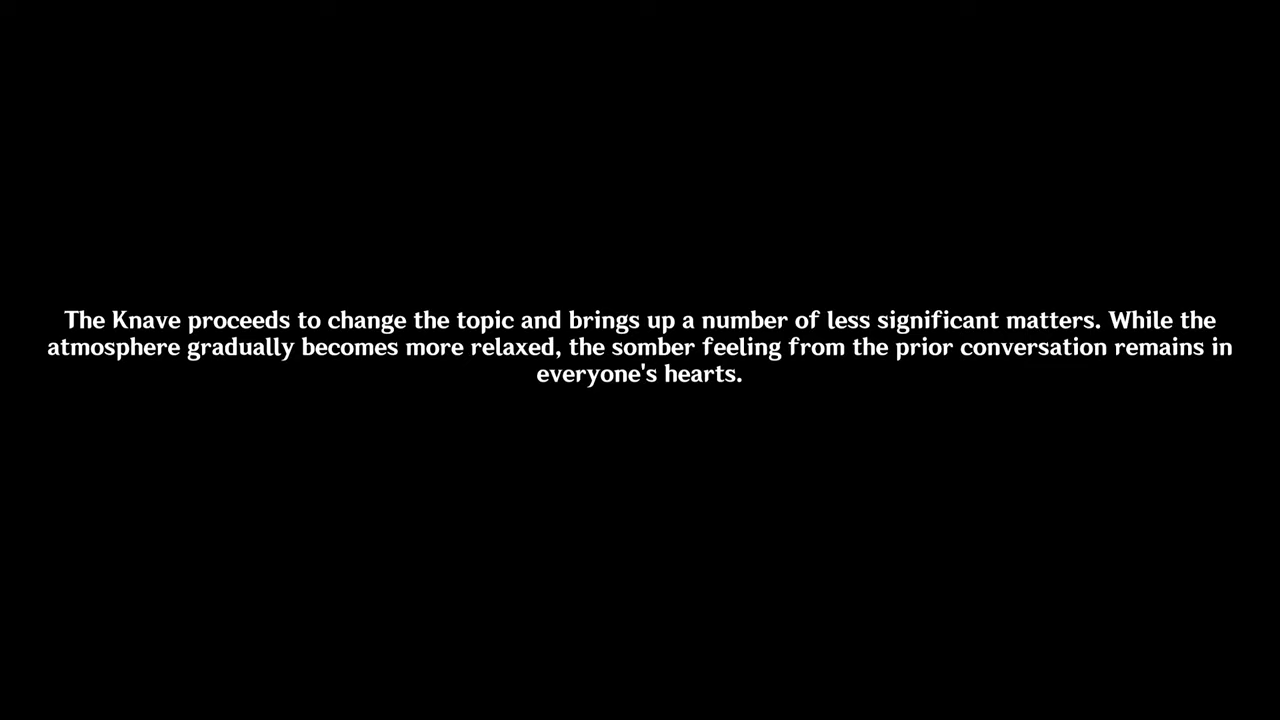 The Knave proceeds to change the topic and brings up a number of less significant matters. While the
atmosphere gradually becomes more relaxed, the somber feeling from the prior conversation remains in
everyone's hearts.